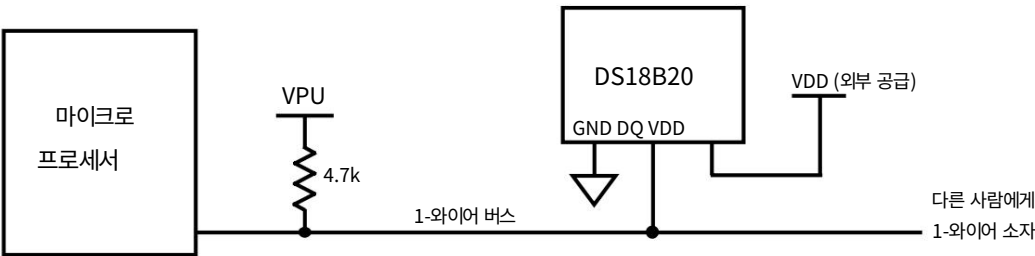 마이크로
프로세서
VPU
4.7k
1-와이어 버스
DS18B20
GND DQ VDD
VDD (외부 공급)
다른 사람에게
1-와이어 소자